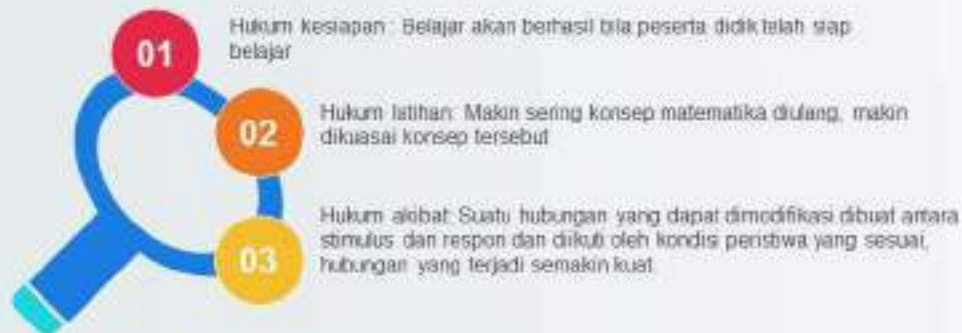 01
Hukum kesiapan : Belajar akan berhasil bila peserta didik telah siap
belajar
02
Hukum latihan: Makin sering konsep matematika diulang, makin
dikuasai konsep tersebut
03
Hukum akibat: Suatu hubungan yang dapat dimodifikasi dibuat antara
stimulus dan respon dan diikuti oleh kondisi peristiwa yang sesuai,
hubungan yang terjadi semakin kuat.